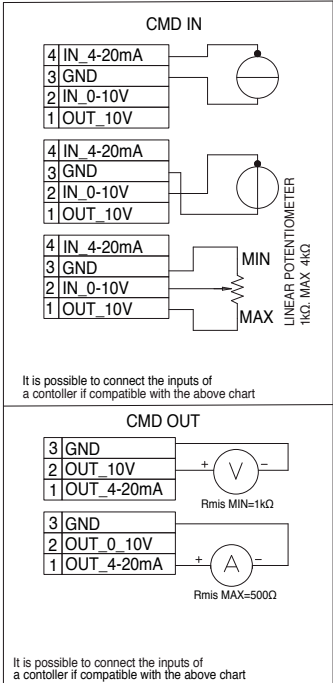 CMD IN
4 IN_4-20mA
3 GND
2 IN_0-10V
1 OUT_10V
4 IN_4-20mA
3 GND
2 IN_0-10V
1 OUT_10V
4 IN_4-20mA
3 GND
2 IN_0-10V
1 OUT_10V
MIN
MAX
LINEAR POTENTIOMETER
1kΩ. MAX 4kΩ
It is possible to connect the inputs of
a contoller if compatible with the above chart
CMD OUT
3 GND
2 OUT_10V
1 OUT_4-20mA
+ V −
Rmis MIN=1kΩ
3 GND
2 OUT_0_10V
1 OUT_4-20mA
+ A −
Rmis MAX=500Ω
It is possible to connect the inputs of
a contoller if compatible with the above chart